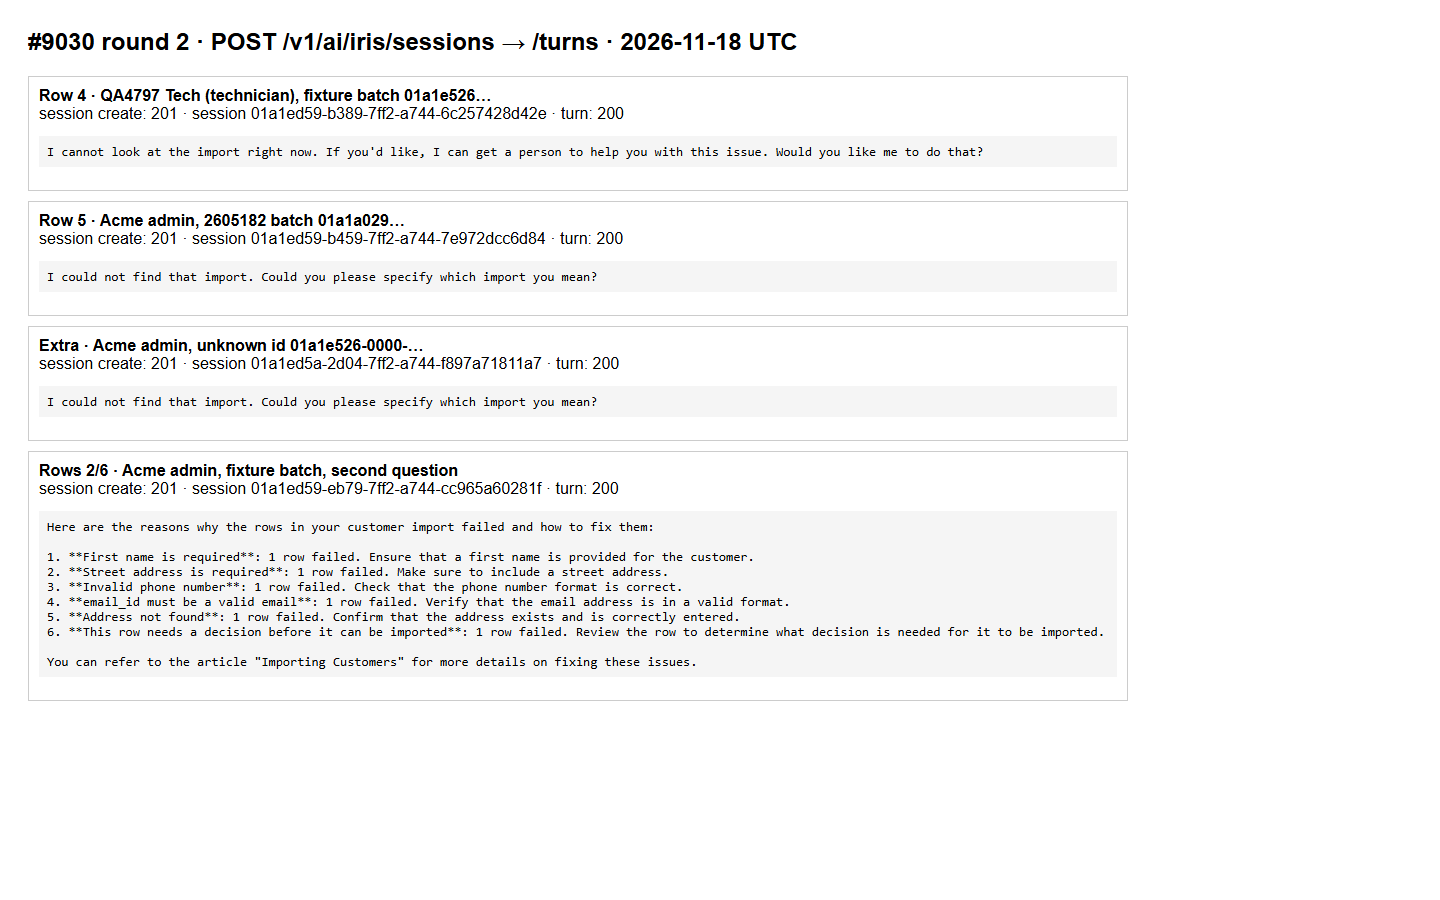 #9030 round 2 · POST /v1/ai/iris/sessions → /turns · 2026-11-18 UTC
Row 4 · QA4797 Tech (technician), fixture batch 01a1e526…
session create: 201 · session 01a1ed59-b389-7ff2-a744-6c257428d42e · turn: 200
I cannot look at the import right now. If you'd like, I can get a person to help you with this issue. Would you like me to do that?
Row 5 · Acme admin, 2605182 batch 01a1a029…
session create: 201 · session 01a1ed59-b459-7ff2-a744-7e972dcc6d84 · turn: 200
I could not find that import. Could you please specify which import you mean?
Extra · Acme admin, unknown id 01a1e526-0000-…
session create: 201 · session 01a1ed5a-2d04-7ff2-a744-f897a71811a7 · turn: 200
I could not find that import. Could you please specify which import you mean?
Rows 2/6 · Acme admin, fixture batch, second question
session create: 201 · session 01a1ed59-eb79-7ff2-a744-cc965a60281f · turn: 200
Here are the reasons why the rows in your customer import failed and how to fix them:
1. **First name is required**: 1 row failed. Ensure that a first name is provided for the customer.
2. **Street address is required**: 1 row failed. Make sure to include a street address.
3. **Invalid phone number**: 1 row failed. Check that the phone number format is correct.
4. **email_id must be a valid email**: 1 row failed. Verify that the email address is in a valid format.
5. **Address not found**: 1 row failed. Confirm that the address exists and is correctly entered.
6. **This row needs a decision before it can be imported**: 1 row failed. Review the row to determine what decision is needed for it to be imported.
You can refer to the article "Importing Customers" for more details on fixing these issues.